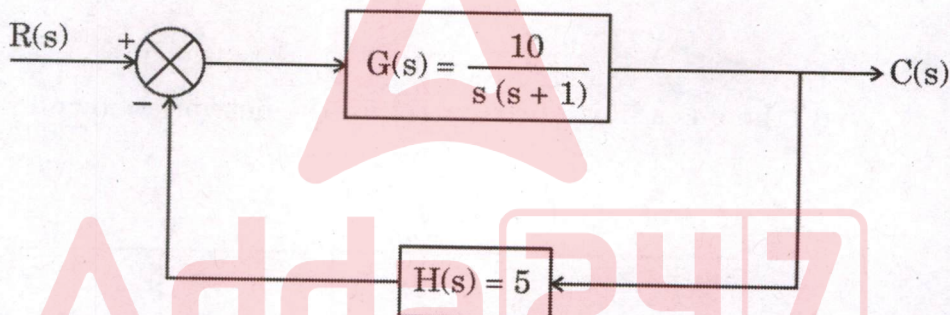 R(s)
+
−
G(s) = 10 / s (s + 1)
C(s)
H(s) = 5
Adda247